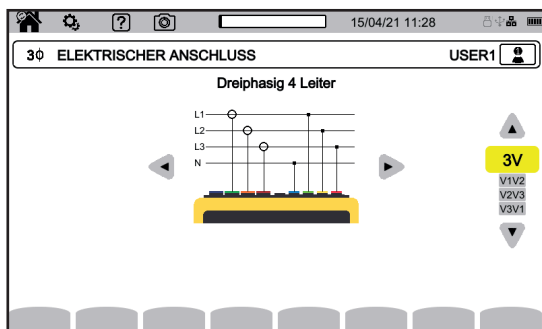 ? 15/04/21 11:28
3Φ ELEKTRISCHER ANSCHLUSS USER1
Dreiphasig 4 Leiter
L1
L2
L3
N
3V
V1V2
V2V3
V3V1